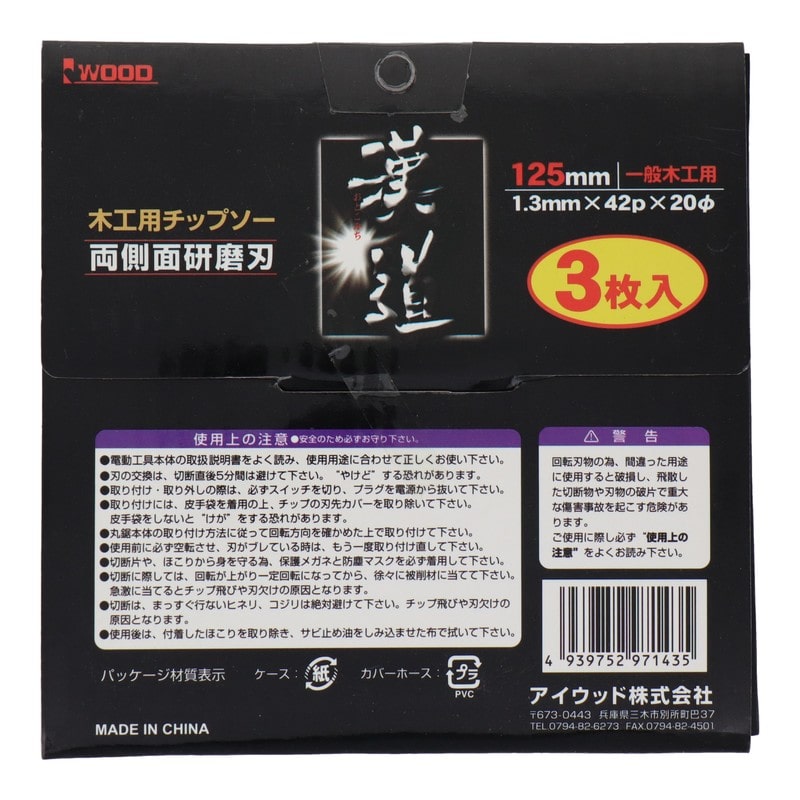 IWOOD
木工用チップソー
両側面研磨刃
漢道
125mm 一般木工用
1.3mm×42p×20φ
3枚入
使用上の注意 ●安全のため必ずお守り下さい。
●電動工具本体の取扱説明書をよく読み、使用用途に合わせて正しくお使い下さい。
●刃の交換は、切断直後5分間は避けて下さい。“やけど”する恐れがあります。
●取り付け・取り外しの際は、必ずスイッチを切り、プラグを電源から抜いて下さい。
●取り付けには、皮手袋を着用の上、チップの刃先カバーを取り除いて下さい。
皮手袋をしないと“けが”をする恐れがあります。
●丸鋸本体の取り付け方法に従って回転方向を確かめた上で取り付けて下さい。
●使用前に必ず空転させ、刃がブレている時は、もう一度取り付け直して下さい。
●切断片や、ほこりから身を守る為、保護メガネと防塵マスクを必ず着用して下さい。
●切断に際しては、回転が上がり一定回転になってから、徐々に被削材に当てて下さい。
急激に当てるとチップ飛びや刃欠けの原因となります。
●切断は、まっすぐ行ないヒネリ、コジリは絶対避けて下さい。チップ飛びや刃欠けの
原因となります。
●使用後は、付着したほこりを取り除き、サビ止め油をしみ込ませた布で拭いて下さい。
⚠ 警告
回転刃物の為、間違った用途
に使用すると破損し、飛散し
た切断物や刃物の破片で重大
な傷害事故を起こす危険があ
ります。
ご使用に際し必ず“使用上の
注意”をよくお読み下さい。
4 939752 971435
パッケージ材質表示 ケース: 紙 カバーホース: プラ
PVC
アイウッド株式会社
〒673-0443 兵庫県三木市別所町巴37
TEL.0794-82-6273 FAX.0794-82-4501
MADE IN CHINA